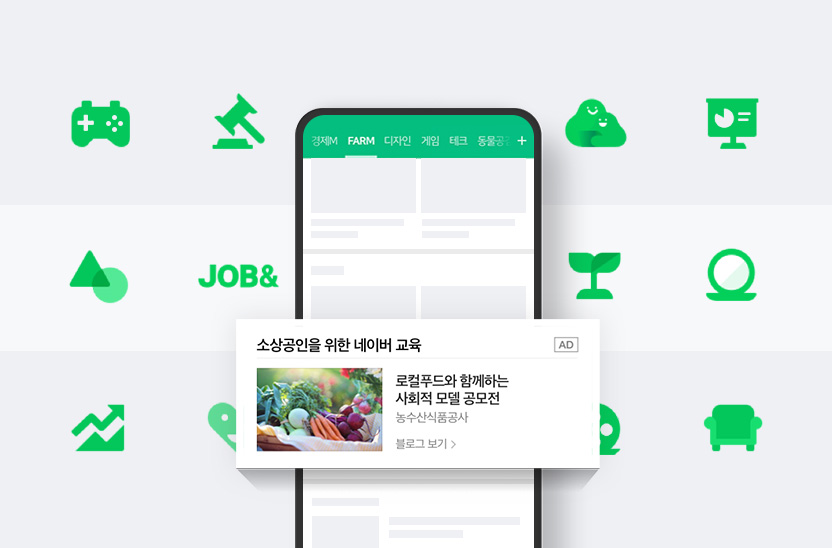 경제M FARM 디자인 게임 테크 동물공 +
JOB&
소상공인을 위한 네이버 교육 AD
로컬푸드와 함께하는
사회적 모델 공모전
농수산식품공사
블로그 보기 >